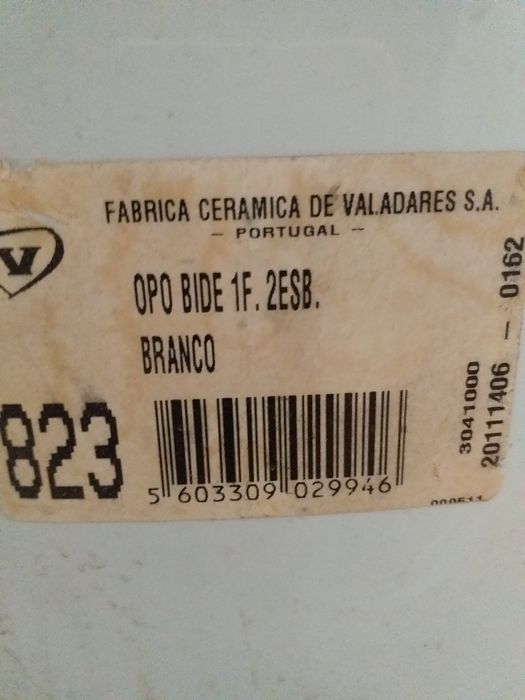 FABRICA CERAMICA DE VALADARES S.A.
– PORTUGAL –
V
OPO BIDE 1F. 2ESB.
BRANCO
823
5 603309 029946
3041000
20111406 – 0162